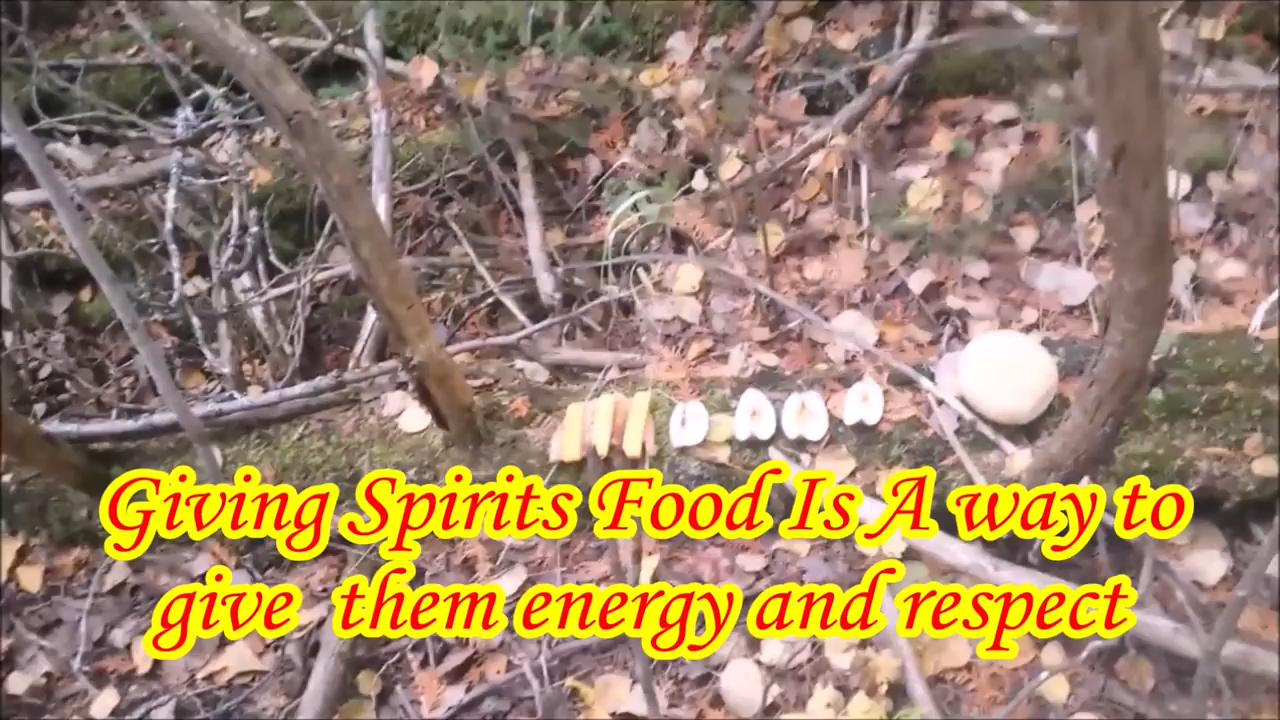 Giving Spirits Food Is A way to
give  them energy and respect